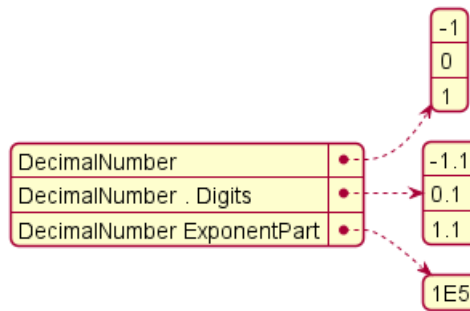 -1
0
1
DecimalNumber
DecimalNumber . Digits
DecimalNumber ExponentPart
-1.1
0.1
1.1
1E5